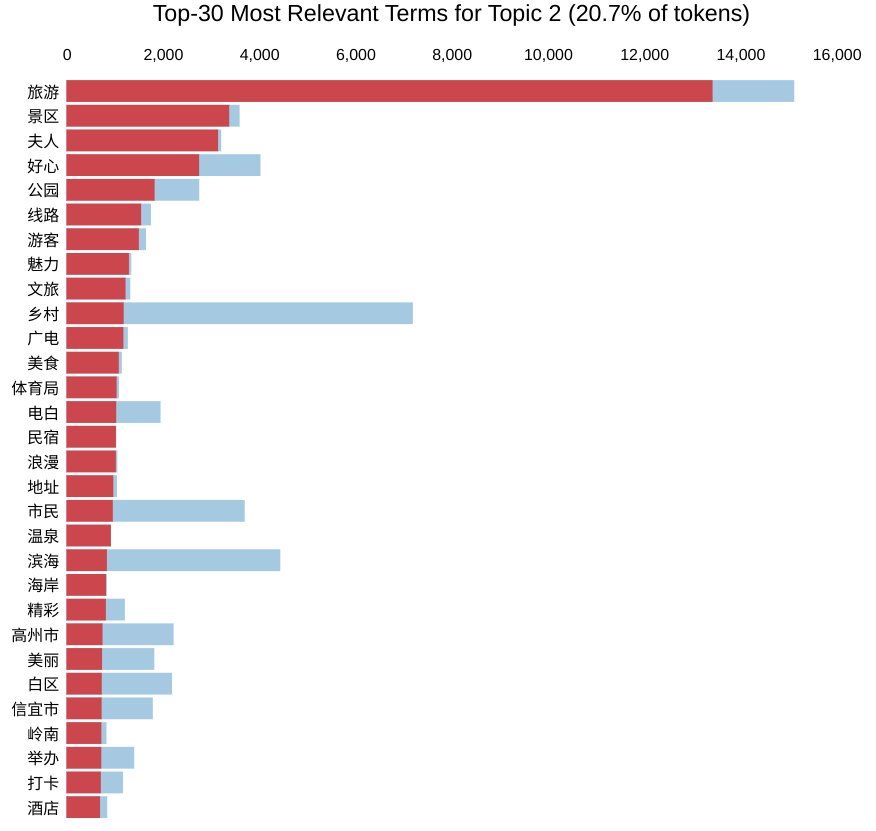 Top-30 Most Relevant Terms for Topic 2 (20.7% of tokens)
0 2,000 4,000 6,000 8,000 10,000 12,000 14,000 16,000
旅游
景区
夫人
好心
公园
线路
游客
魅力
文旅
乡村
广电
美食
体育局
电白
民宿
浪漫
地址
市民
温泉
滨海
海岸
精彩
高州市
美丽
白区
信宜市
岭南
举办
打卡
酒店